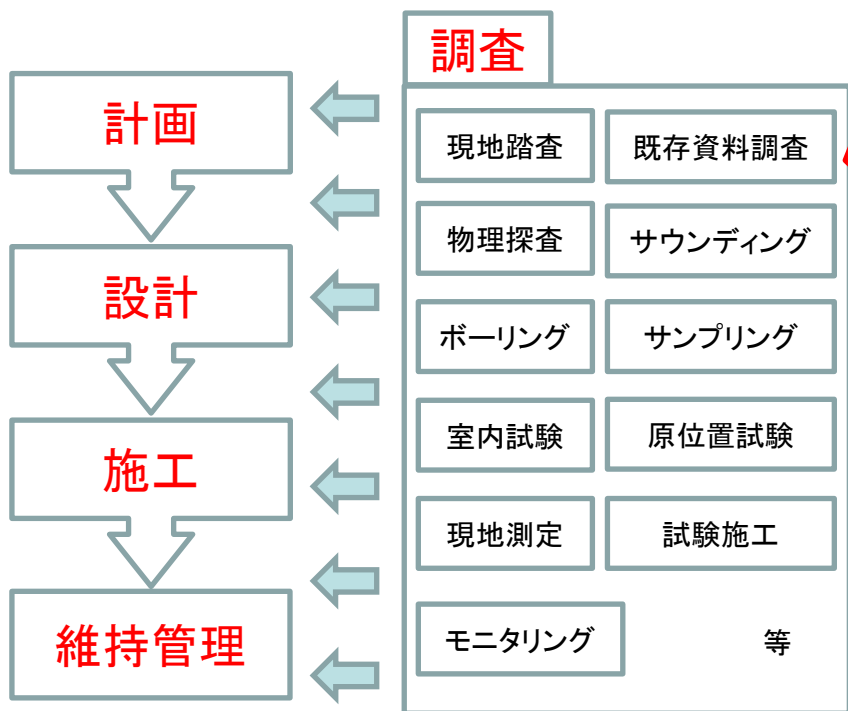 調査
計画
設計
施工
維持管理
現地踏査
既存資料調査
物理探査
サウンディング
ボーリング
サンプリング
室内試験
原位置試験
現地測定
試験施工
モニタリング
等